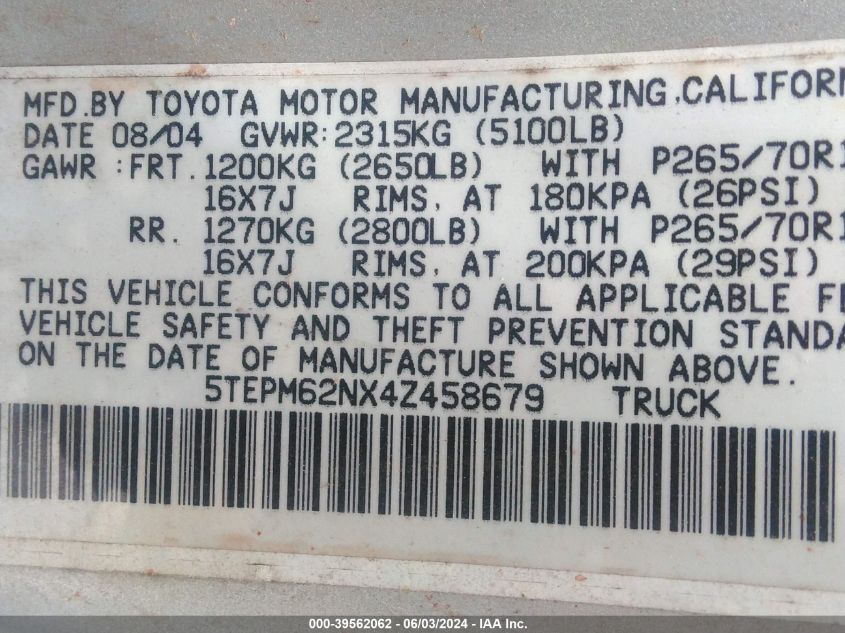 MFD.BY TOYOTA MOTOR MANUFACTURING,CALIFORN
DATE 08/04 GVWR:2315KG (5100LB)
GAWR :FRT. 1200KG (2650LB) WITH P265/70R1
16X7J RIMS, AT 180KPA (26PSI)
RR. 1270KG (2800LB) WITH P265/70R1
16X7J RIMS, AT 200KPA (29PSI)
THIS VEHICLE CONFORMS TO ALL APPLICABLE FE
VEHICLE SAFETY AND THEFT PREVENTION STANDA
ON THE DATE OF MANUFACTURE SHOWN ABOVE.
5TEPM62NX4Z458679 TRUCK
000-39562062 - 06/03/2024 - IAA Inc.